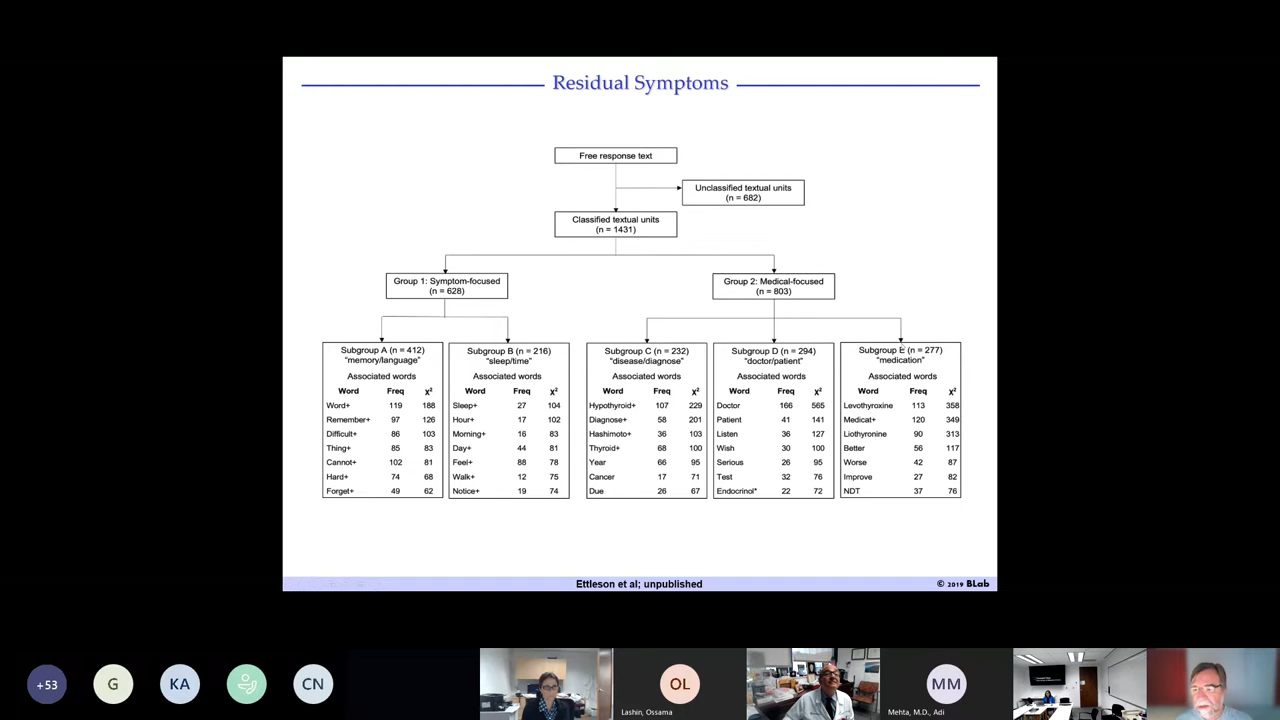 Residual Symptoms
Free response text
Unclassified textual units
(n = 682)
Classified textual units
(n = 1431)
Group 1: Symptom-focused
(n = 628)
Group 2: Medical-focused
(n = 803)
Subgroup A (n = 412)
"memory/language"
Associated words
Word Freq χ²
Word+ 119 188
Remember+ 97 126
Difficult+ 86 103
Thing+ 85 83
Cannot+ 102 81
Hard+ 74 68
Forget+ 49 62
Subgroup B (n = 216)
"sleep/time"
Associated words
Word Freq χ²
Sleep+ 27 104
Hour+ 17 102
Morning+ 16 83
Day+ 44 81
Feel+ 88 78
Walk+ 12 75
Notice+ 19 74
Subgroup C (n = 232)
"disease/diagnose"
Associated words
Word Freq χ²
Hypothyroid+ 107 229
Diagnose+ 58 201
Hashimoto+ 36 103
Thyroid+ 68 100
Year 66 95
Cancer 17 71
Due 26 67
Subgroup D (n = 294)
"doctor/patient"
Associated words
Word Freq χ²
Doctor 166 565
Patient 41 141
Listen 36 127
Wish 30 100
Serious 26 95
Test 32 76
Endocrinol* 22 72
Subgroup E (n = 277)
"medication"
Associated words
Word Freq χ²
Levothyroxine 113 358
Medicat+ 120 349
Liothyronine 90 313
Better 56 117
Worse 42 87
Improve 27 82
NDT 37 76
Ettleson et al; unpublished
© 2019 BLab
+53
G
KA
CN
OL
Lashin, Ossama
MM
Mehta, M.D., Adi